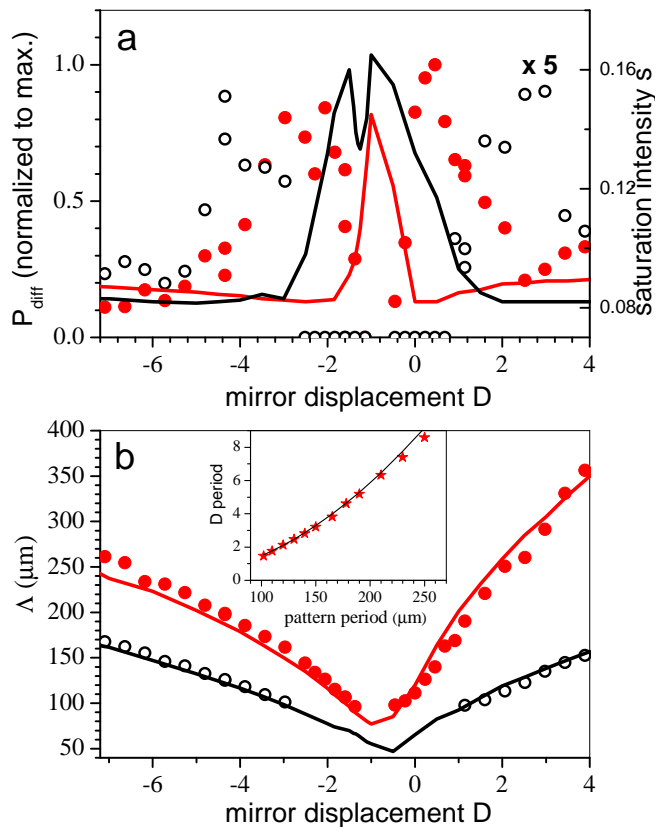 a
x 5
P_diff (normalized to max.)
1.0
0.5
0.0
0.16
0.12
0.08
saturation intensity s
-6 -4 -2 0 2 4
mirror displacement D
b
Λ (μm)
400
350
300
250
200
150
100
50
D period
8
6
4
2
0
100 150 200 250
pattern period (μm)
-6 -4 -2 0 2 4
mirror displacement D